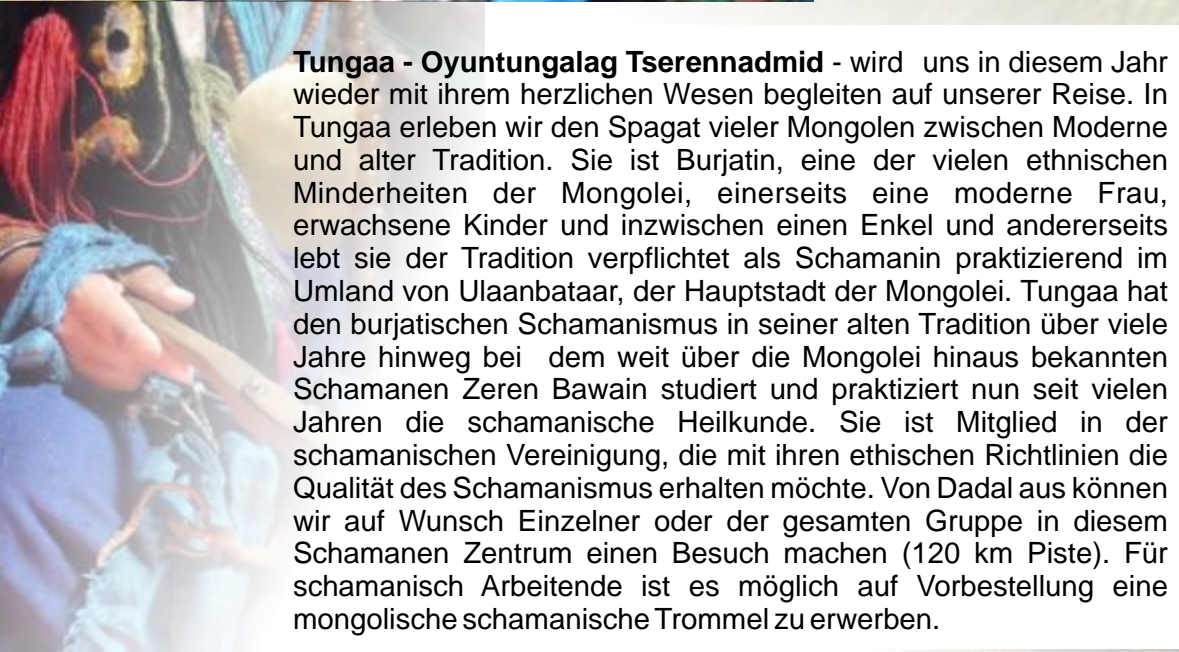 Tungaa - Oyuntungalag Tserennadmid - wird uns in diesem Jahr
wieder mit ihrem herzlichen Wesen begleiten auf unserer Reise. In
Tungaa erleben wir den Spagat vieler Mongolen zwischen Moderne
und alter Tradition. Sie ist Burjatin, eine der vielen ethnischen
Minderheiten der Mongolei, einerseits eine moderne Frau,
erwachsene Kinder und inzwischen einen Enkel und andererseits
lebt sie der Tradition verpflichtet als Schamanin praktizierend im
Umland von Ulaanbataar, der Hauptstadt der Mongolei. Tungaa hat
den burjatischen Schamanismus in seiner alten Tradition über viele
Jahre hinweg bei dem weit über die Mongolei hinaus bekannten
Schamanen Zeren Bawain studiert und praktiziert nun seit vielen
Jahren die schamanische Heilkunde. Sie ist Mitglied in der
schamanischen Vereinigung, die mit ihren ethischen Richtlinien die
Qualität des Schamanismus erhalten möchte. Von Dadal aus können
wir auf Wunsch Einzelner oder der gesamten Gruppe in diesem
Schamanen Zentrum einen Besuch machen (120 km Piste). Für
schamanisch Arbeitende ist es möglich auf Vorbestellung eine
mongolische schamanische Trommel zu erwerben.